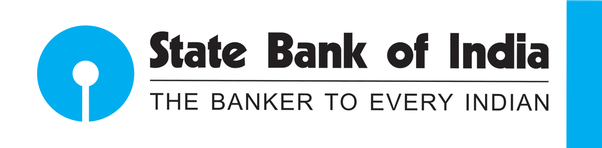 State Bank of India
THE BANKER TO EVERY INDIAN